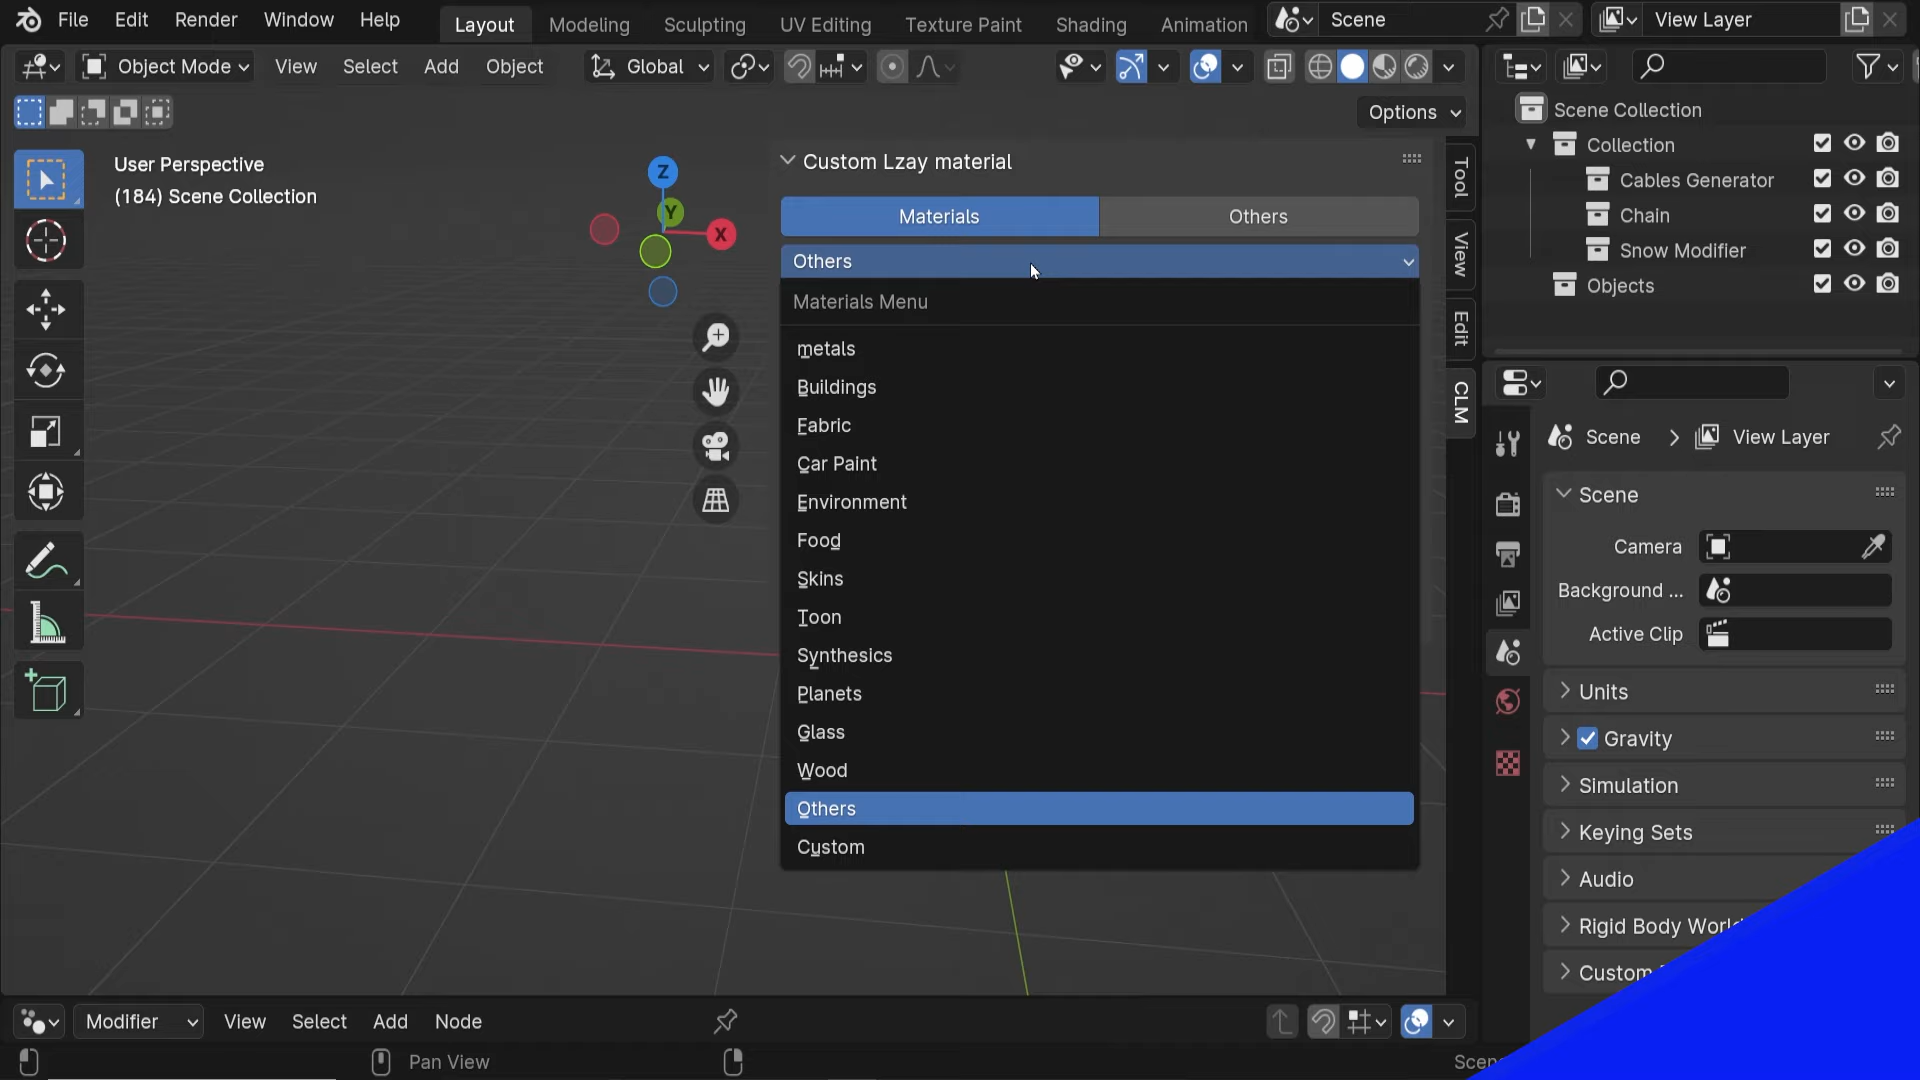 File Edit Render Window Help Layout Modeling Sculpting UV Editing Texture Paint Shading Animation Scene View Layer
Object Mode View Select Add Object Global
Options
User Perspective
(184) Scene Collection
Z
Y
X
Custom Lzay material
Materials Others
Others
Materials Menu
metals
Buildings
Fabric
Car Paint
Environment
Food
Skins
Toon
Synthesics
Planets
Glass
Wood
Others
Custom
Tool
View
Edit
CLM
Scene Collection
Collection
Cables Generator
Chain
Snow Modifier
Objects
Scene View Layer
Scene
Camera
Background ...
Active Clip
Units
Gravity
Simulation
Keying Sets
Audio
Rigid Body
Custom
Modifier View Select Add Node
Pan View